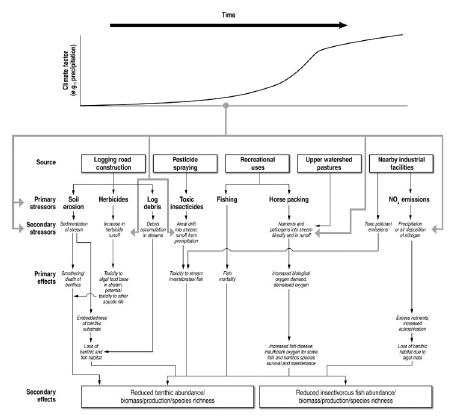 Time
Climate factor
(e.g., precipitation)
Source
Logging road
construction
Pesticide
spraying
Recreational
uses
Upper watershed
pastures
Nearby industrial
facilities
Primary
stressors
Soil
erosion
Herbicides
Log
debris
Toxic
insecticides
Fishing
Horse packing
NOx emissions
Secondary
stressors
Sedimentation
of stream
Increase in
herbicide
runoff
Debris
accumulation
in streams
Aerial drift
into stream;
runoff from
precipitation
Nutrients and
pathogens into stream
directly and in runoff
Toxic pollutant
emissions
Precipitation
or air deposition
of nitrogen
Primary
effects
Smothering/
death of
benthos
Toxicity to
algal food base
in stream,
potential
toxicity to other
aquatic life
Toxicity to stream
invertebrates/fish
Fish
mortality
Increased biological
oxygen demand,
decreased oxygen
Embeddedness
of benthic
substrate
Excess nutrients,
increased
eutrophication
Loss of
benthic and
fish habitat
Increased fish disease;
insufficient oxygen for some
fish and benthos species
survival and maintenance
Loss of benthic
habitat due to
algal mats
Secondary
effects
Reduced benthic abundance/
biomass/production/species richness
Reduced insectivorous fish abundance/
biomass/production/species richness